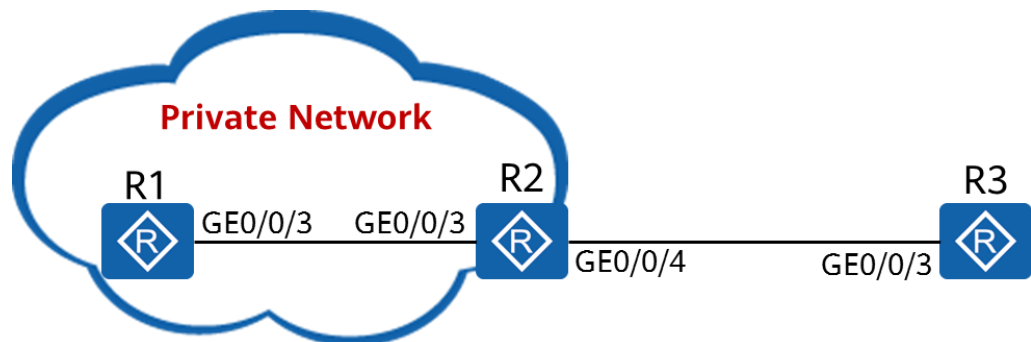 Private Network
R1
R2
R3
GE0/0/3
GE0/0/3
GE0/0/4
GE0/0/3
R
R
R